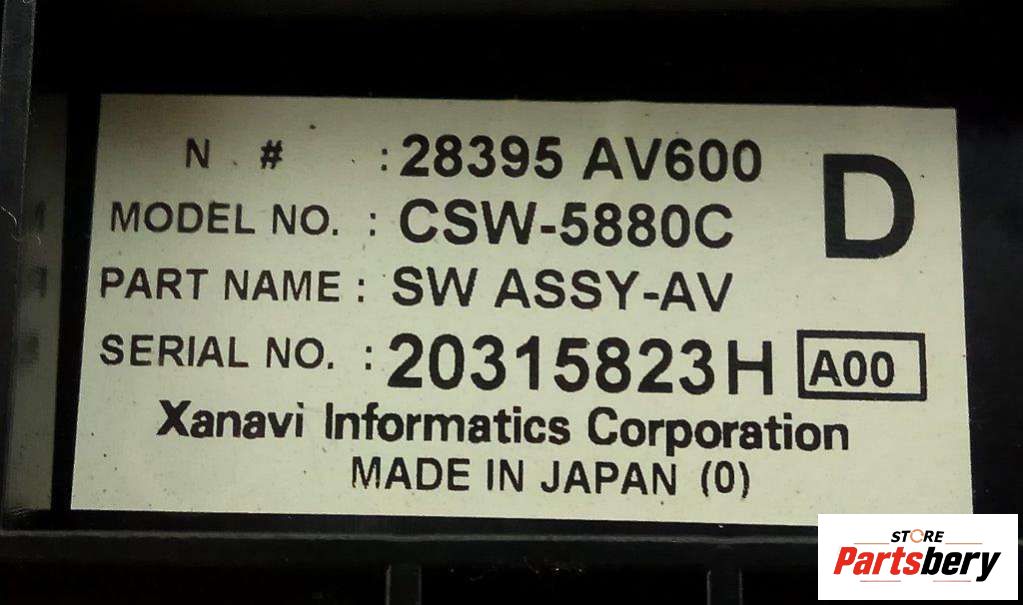 N # : 28395 AV600 D
MODEL NO. : CSW-5880C
PART NAME : SW ASSY-AV
SERIAL NO. : 20315823H A00
Xanavi Informatics Corporation
MADE IN JAPAN (0)
STORE
Partsbery